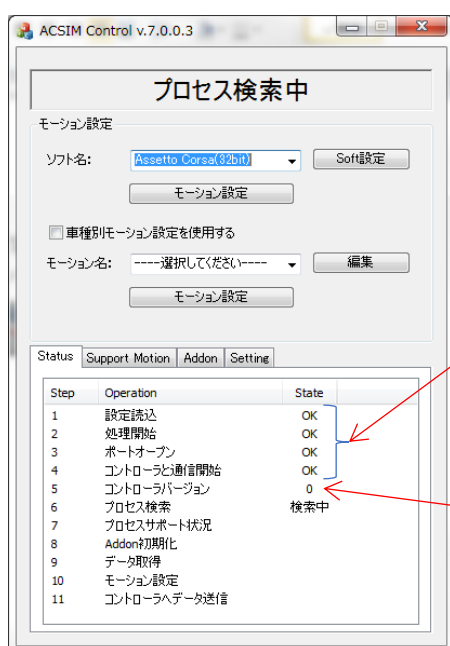 ACSIM Control v.7.0.0.3
プロセス検索中
モーション設定
ソフト名: Assetto Corsa(32bit) Soft設定
モーション設定
車種別モーション設定を使用する
モーション名: ----選択してください---- 編集
モーション設定
Status Support Motion Addon Setting
Step Operation State
1 設定読込 OK
2 処理開始 OK
3 ポートオープン OK
4 コントローラと通信開始 OK
5 コントローラバージョン 0
6 プロセス検索 検索中
7 プロセスサポート状況
8 Addon初期化
9 データ取得
10 モーション設定
11 コントローラへデータ送信